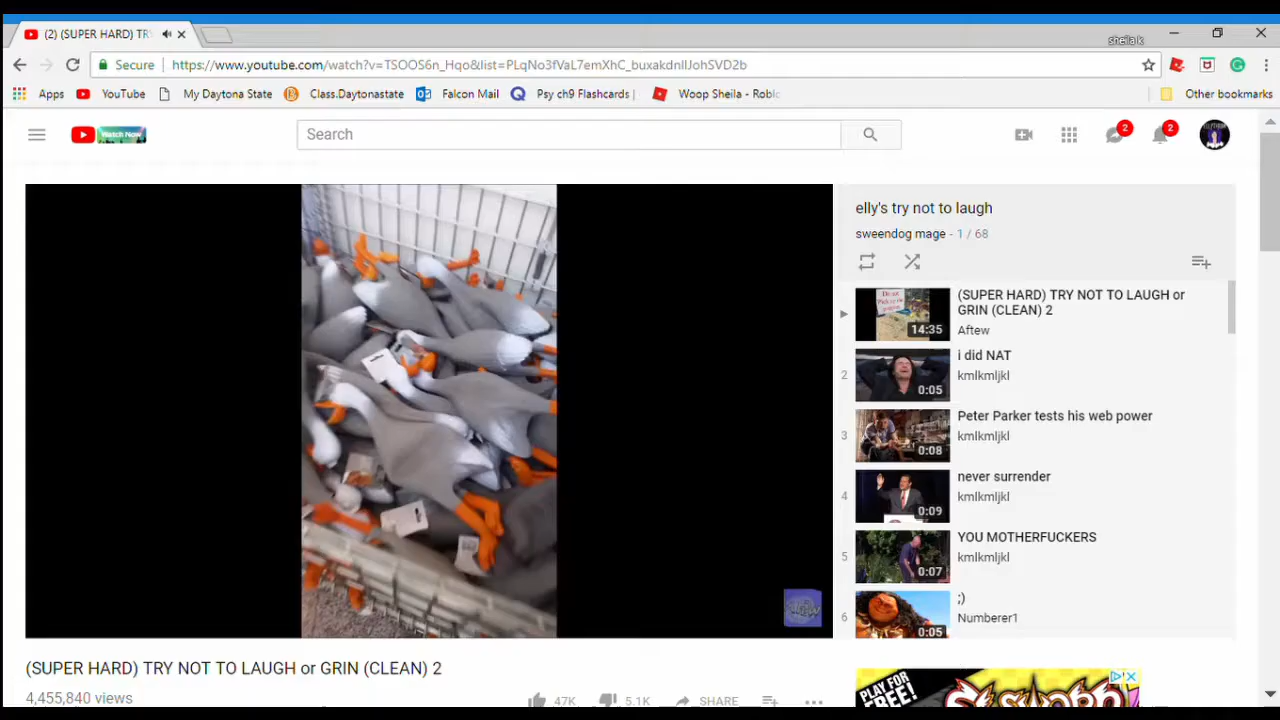 (2) (SUPER HARD) TR
sheila k
Secure
https://www.youtube.com/watch?v=TSOOS6n_Hqo&list=PLqNo3fVaL7emXhC_buxakdnIlJohSVD2b
Apps
YouTube
My Daytona State
Class.Daytonastate
Falcon Mail
Psy ch9 Flashcards |
Woop Sheila - Robl
Other bookmarks
Watch Now
Search
2
2
elly's try not to laugh
sweendog mage - 1 / 68
(SUPER HARD) TRY NOT TO LAUGH or
GRIN (CLEAN) 2
Aftew
14:35
2
i did NAT
kmlkmljkl
0:05
3
Peter Parker tests his web power
kmlkmljkl
0:08
4
never surrender
kmlkmljkl
0:09
5
YOU MOTHERFUCKERS
kmlkmljkl
0:07
6
;)
Numberer1
0:05
(SUPER HARD) TRY NOT TO LAUGH or GRIN (CLEAN) 2
4,455,840 views
47K
5.1K
SHARE
PLAY FOR
FREE!